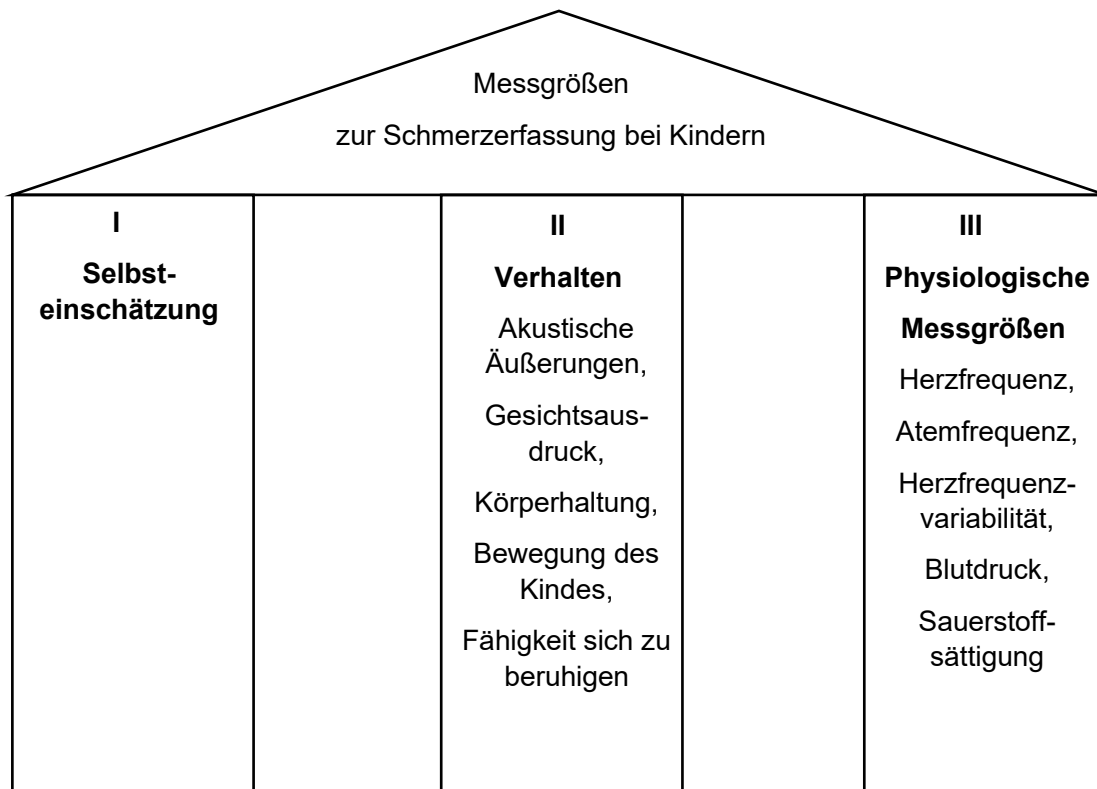 Messgrößen
zur Schmerzerfassung bei Kindern
I
Selbst-
einschätzung
II
Verhalten
Akustische
Äußerungen,
Gesichtsaus-
druck,
Körperhaltung,
Bewegung des
Kindes,
Fähigkeit sich zu
beruhigen
III
Physiologische
Messgrößen
Herzfrequenz,
Atemfrequenz,
Herzfrequenz-
variabilität,
Blutdruck,
Sauerstoff-
sättigung